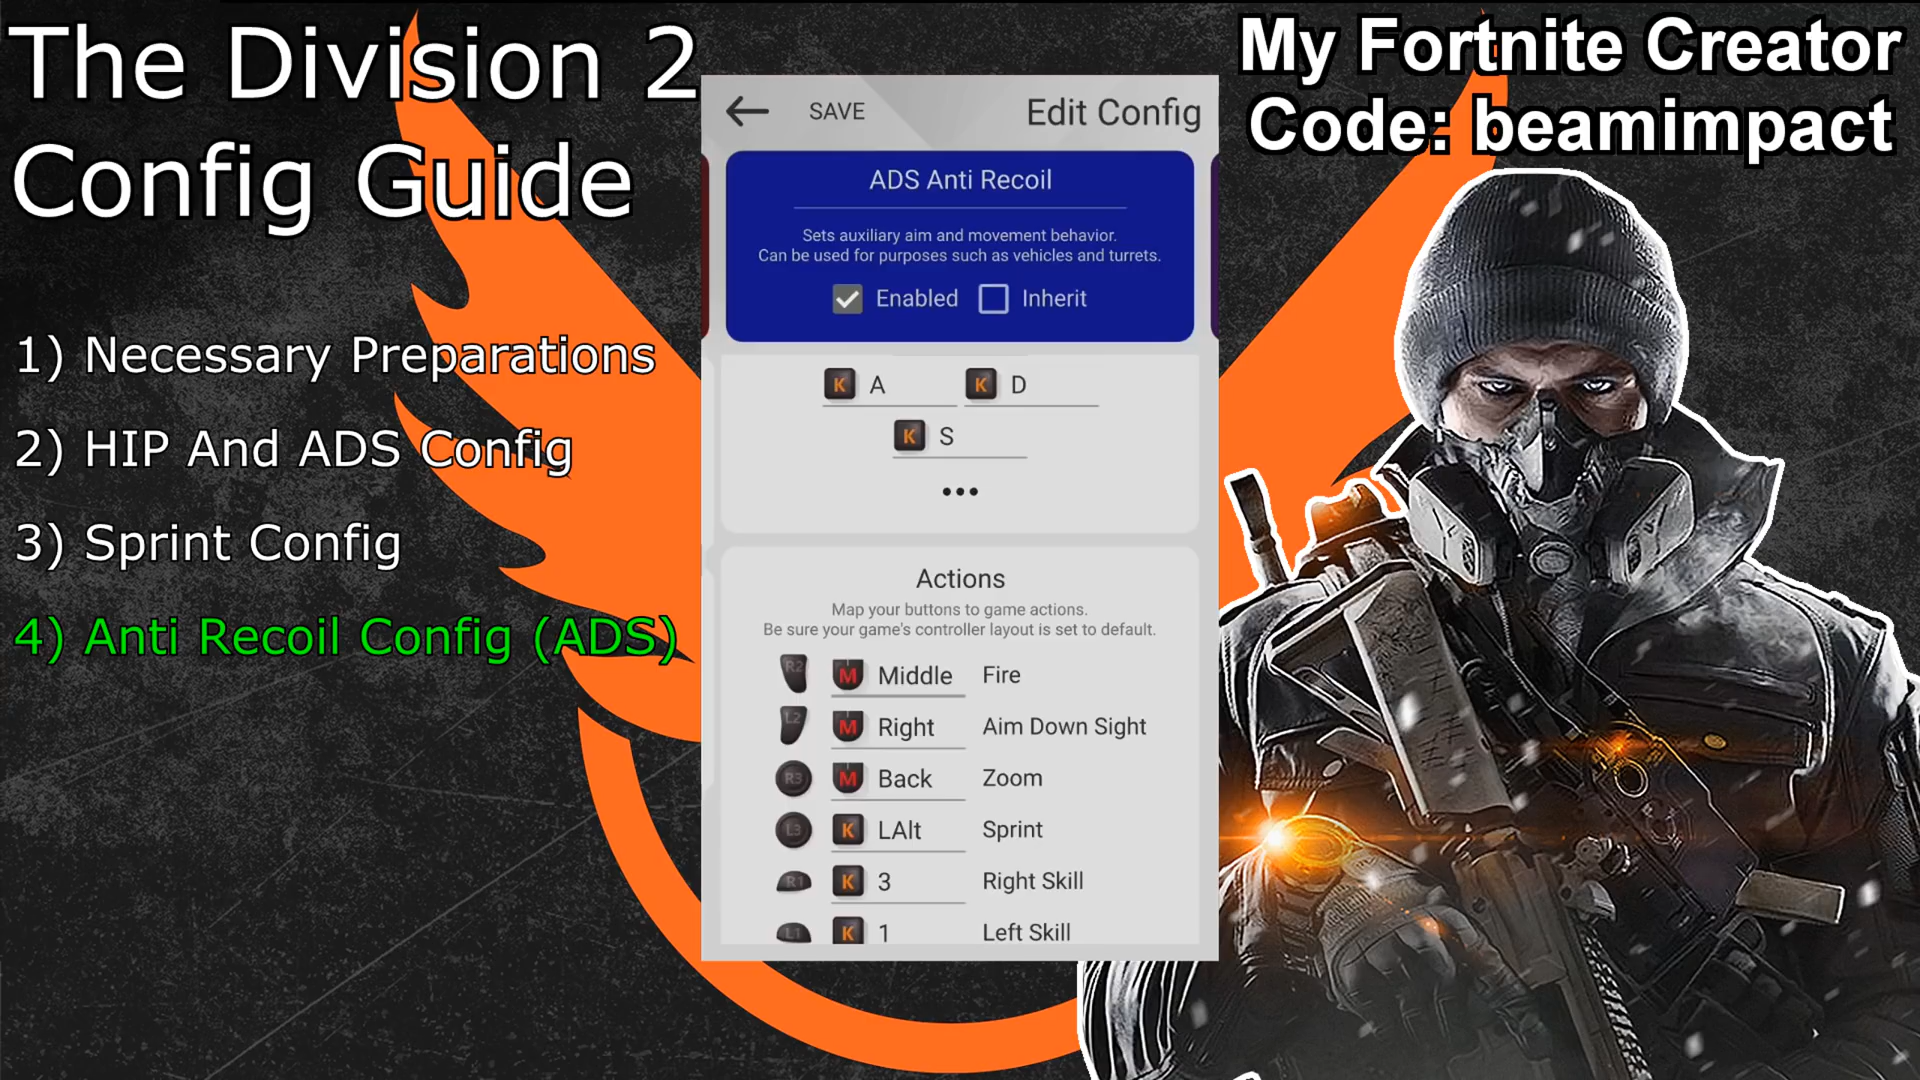 The Division 2
Config Guide
1) Necessary Preparations
2) HIP And ADS Config
3) Sprint Config
4) Anti Recoil Config (ADS)
SAVE
Edit Config
ADS Anti Recoil
Sets auxiliary aim and movement behavior.
Can be used for purposes such as vehicles and turrets.
Enabled Inherit
K A K D
K S
Actions
Map your buttons to game actions.
Be sure your game's controller layout is set to default.
R2 M Middle Fire
L2 M Right Aim Down Sight
R3 M Back Zoom
L3 K LAlt Sprint
R1 K 3 Right Skill
L1 K 1 Left Skill
My Fortnite Creator
Code: beamimpact